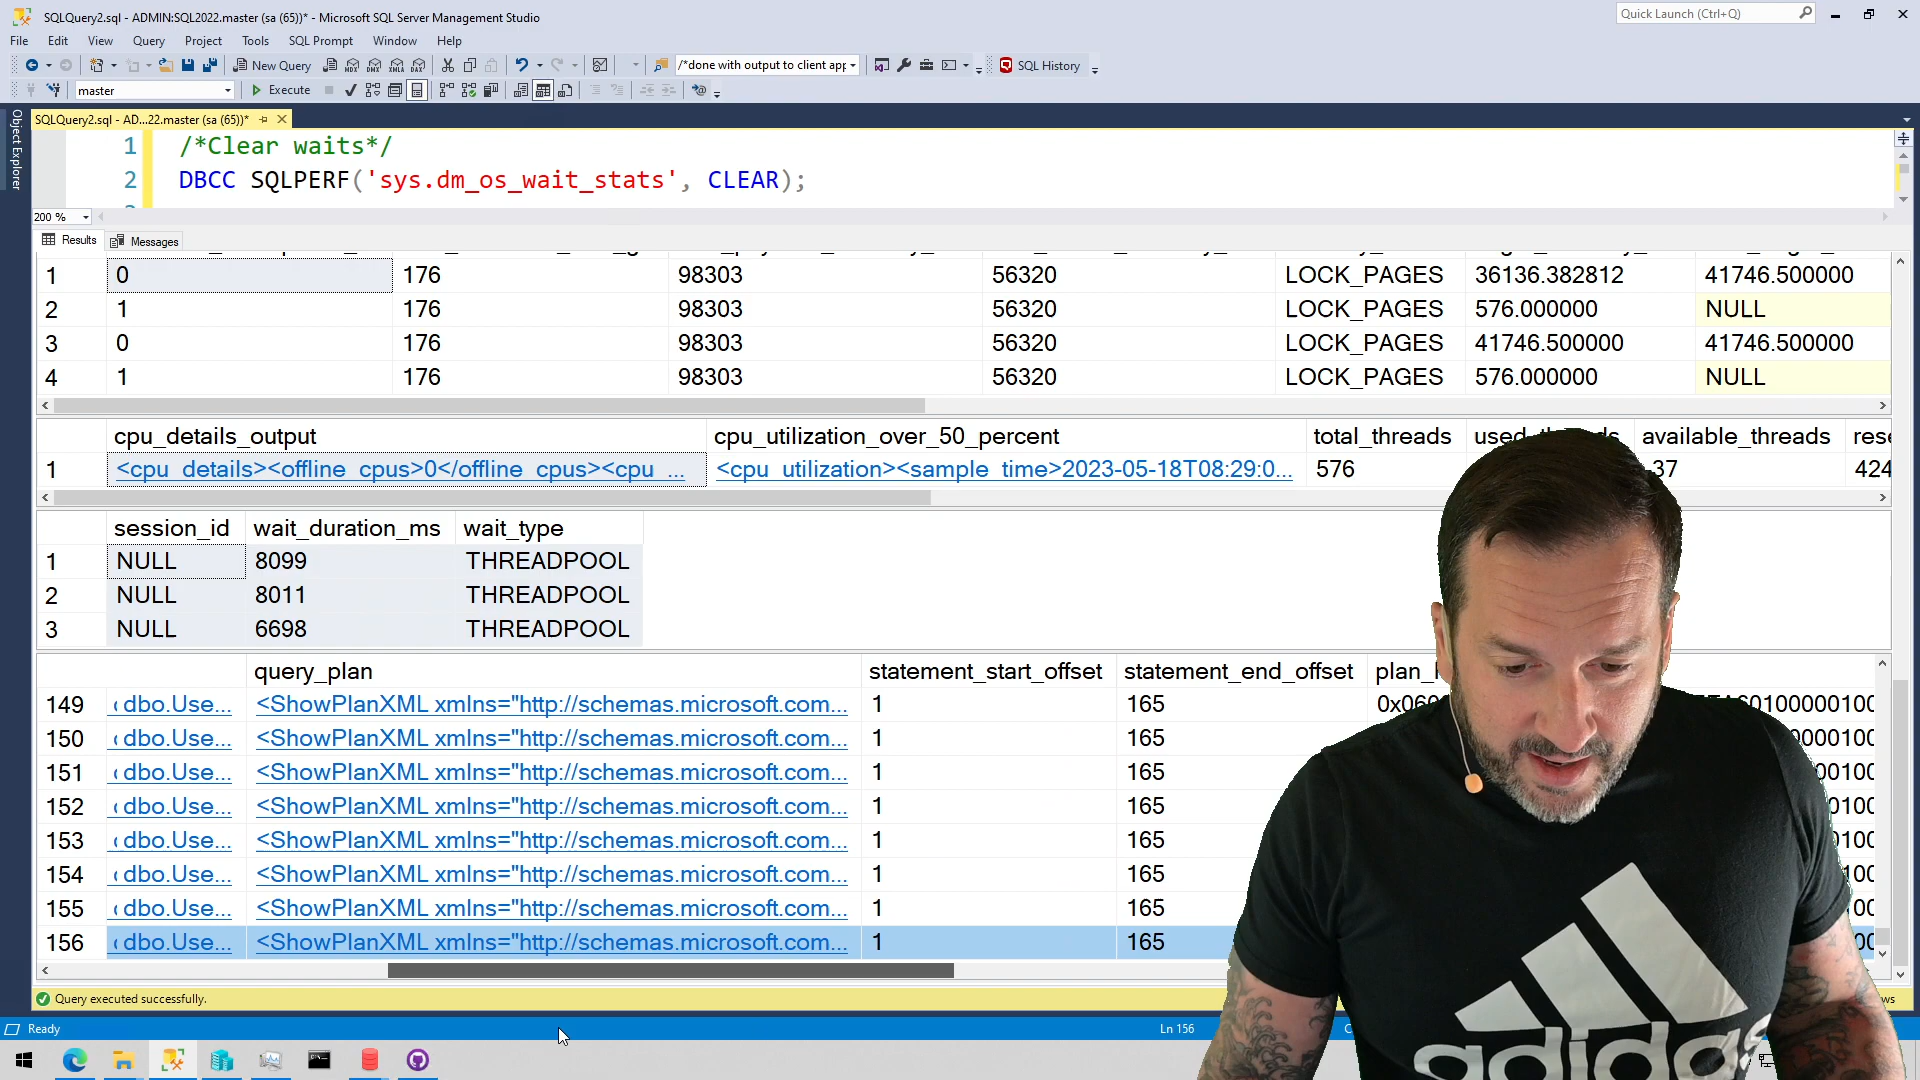 SQLQuery2.sql - ADMIN:SQL2022.master (sa (65))* - Microsoft SQL Server Management Studio
Quick Launch (Ctrl+Q)
File Edit View Query Project Tools SQL Prompt Window Help
New Query
/*done with output to client app
SQL History
master
Execute
Object Explorer
SQLQuery2.sql - AD...22.master (sa (65))*
1 /*Clear waits*/
2 DBCC SQLPERF('sys.dm_os_wait_stats', CLEAR);
200 %
Results Messages
1 0 176 98303 56320 LOCK_PAGES 36136.382812 41746.500000
2 1 176 98303 56320 LOCK_PAGES 576.000000 NULL
3 0 176 98303 56320 LOCK_PAGES 41746.500000 41746.500000
4 1 176 98303 56320 LOCK_PAGES 576.000000 NULL
cpu_details_output cpu_utilization_over_50_percent total_threads used_threads available_threads rese
1 <cpu_details><offline_cpus>0</offline_cpus><cpu_... <cpu_utilization><sample_time>2023-05-18T08:29:0... 576 -37 424
session_id wait_duration_ms wait_type
1 NULL 8099 THREADPOOL
2 NULL 8011 THREADPOOL
3 NULL 6698 THREADPOOL
query_plan statement_start_offset statement_end_offset
149 dbo.Use... <ShowPlanXML xmlns="http://schemas.microsoft.com... 1 165
150 dbo.Use... <ShowPlanXML xmlns="http://schemas.microsoft.com... 1 165
151 dbo.Use... <ShowPlanXML xmlns="http://schemas.microsoft.com... 1 165
152 dbo.Use... <ShowPlanXML xmlns="http://schemas.microsoft.com... 1 165
153 dbo.Use... <ShowPlanXML xmlns="http://schemas.microsoft.com... 1 165
154 dbo.Use... <ShowPlanXML xmlns="http://schemas.microsoft.com... 1 165
155 dbo.Use... <ShowPlanXML xmlns="http://schemas.microsoft.com... 1 165
156 dbo.Use... <ShowPlanXML xmlns="http://schemas.microsoft.com... 1 165
Query executed successfully.
Ready
Ln 156
adidas